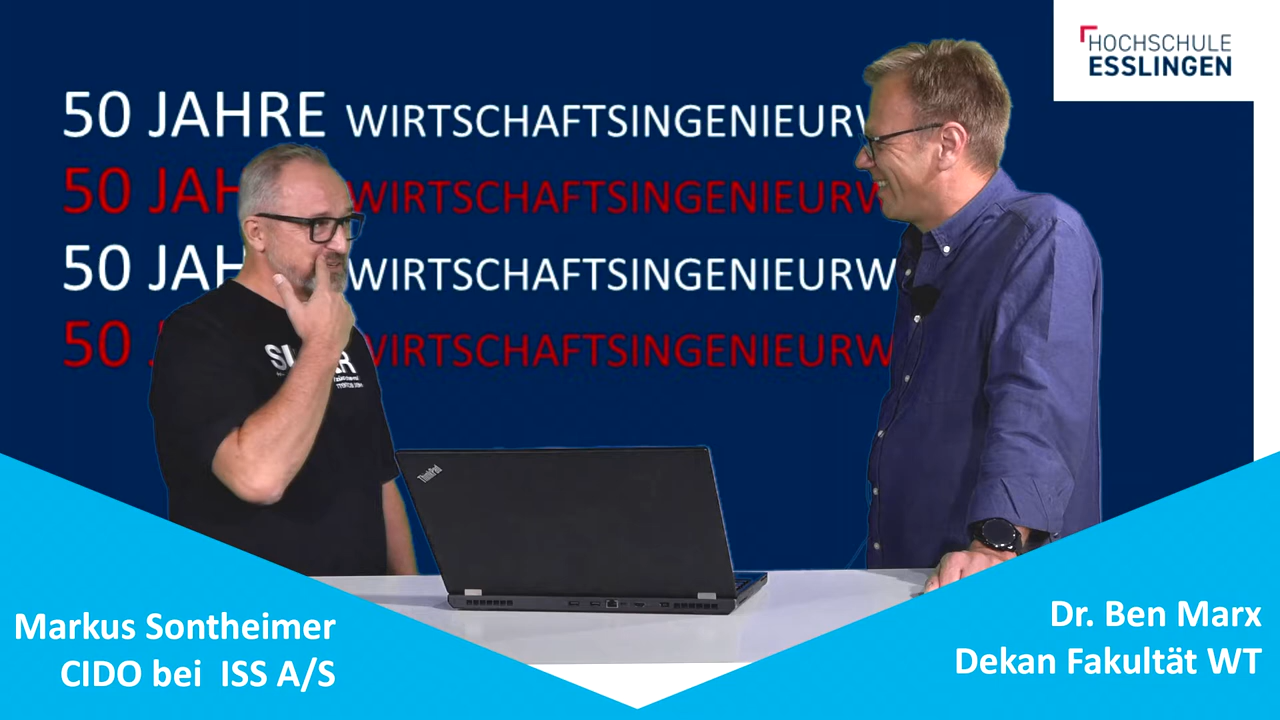 HOCHSCHULE
ESSLINGEN
50 JAHRE WIRTSCHAFTSINGENIEURW
50 JAH WIRTSCHAFTSINGENIEURW
50 JAH WIRTSCHAFTSINGENIEURW
50 WIRTSCHAFTSINGENIEURW
ThinkPad
Markus Sontheimer
CIDO bei ISS A/S
Dr. Ben Marx
Dekan Fakultät WT